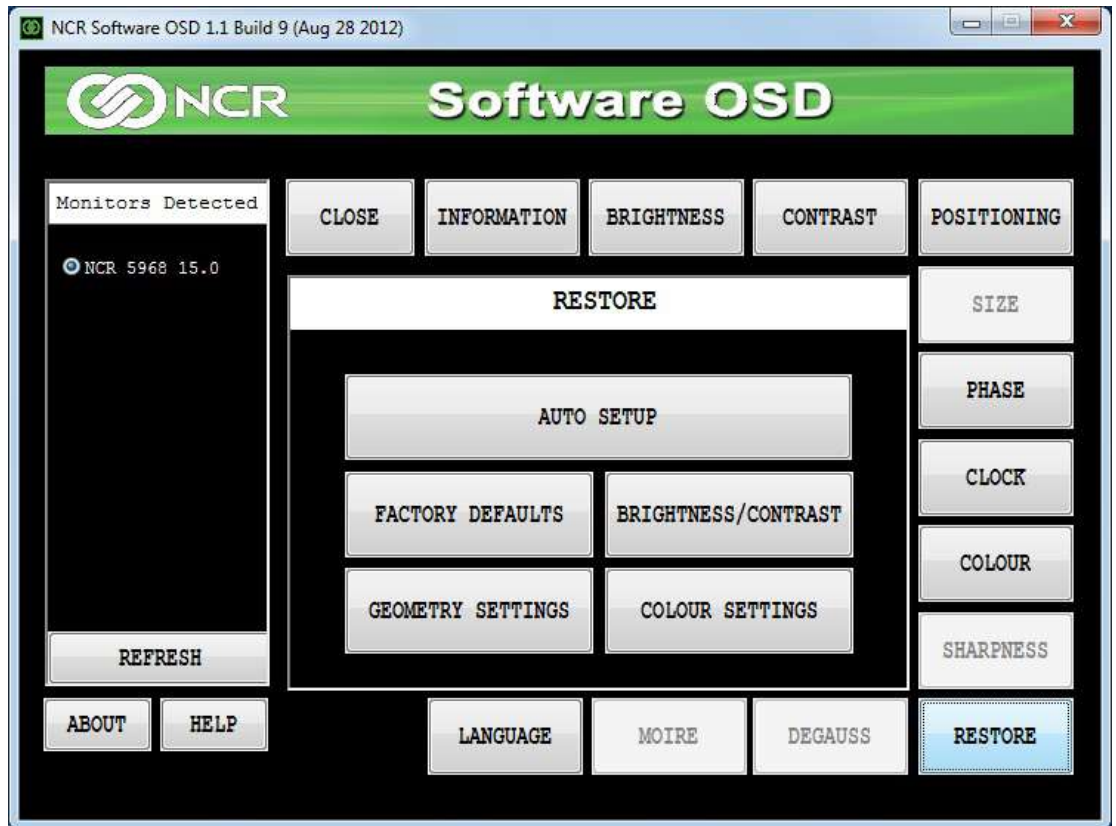 NCR Software OSD 1.1 Build 9 (Aug 28 2012)
NCR Software OSD
Monitors Detected
NCR 5968 15.0
REFRESH
ABOUT
HELP
CLOSE
INFORMATION
BRIGHTNESS
CONTRAST
POSITIONING
RESTORE
AUTO SETUP
FACTORY DEFAULTS
BRIGHTNESS/CONTRAST
GEOMETRY SETTINGS
COLOUR SETTINGS
SIZE
PHASE
CLOCK
COLOUR
SHARPNESS
LANGUAGE
MOIRE
DEGAUSS
RESTORE